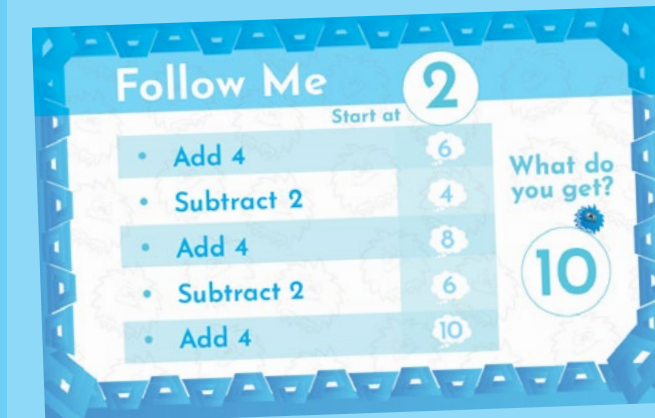 Follow Me
Start at 2
• Add 4 6
• Subtract 2 4
• Add 4 8
• Subtract 2 6
• Add 4 10
What do
you get?
10